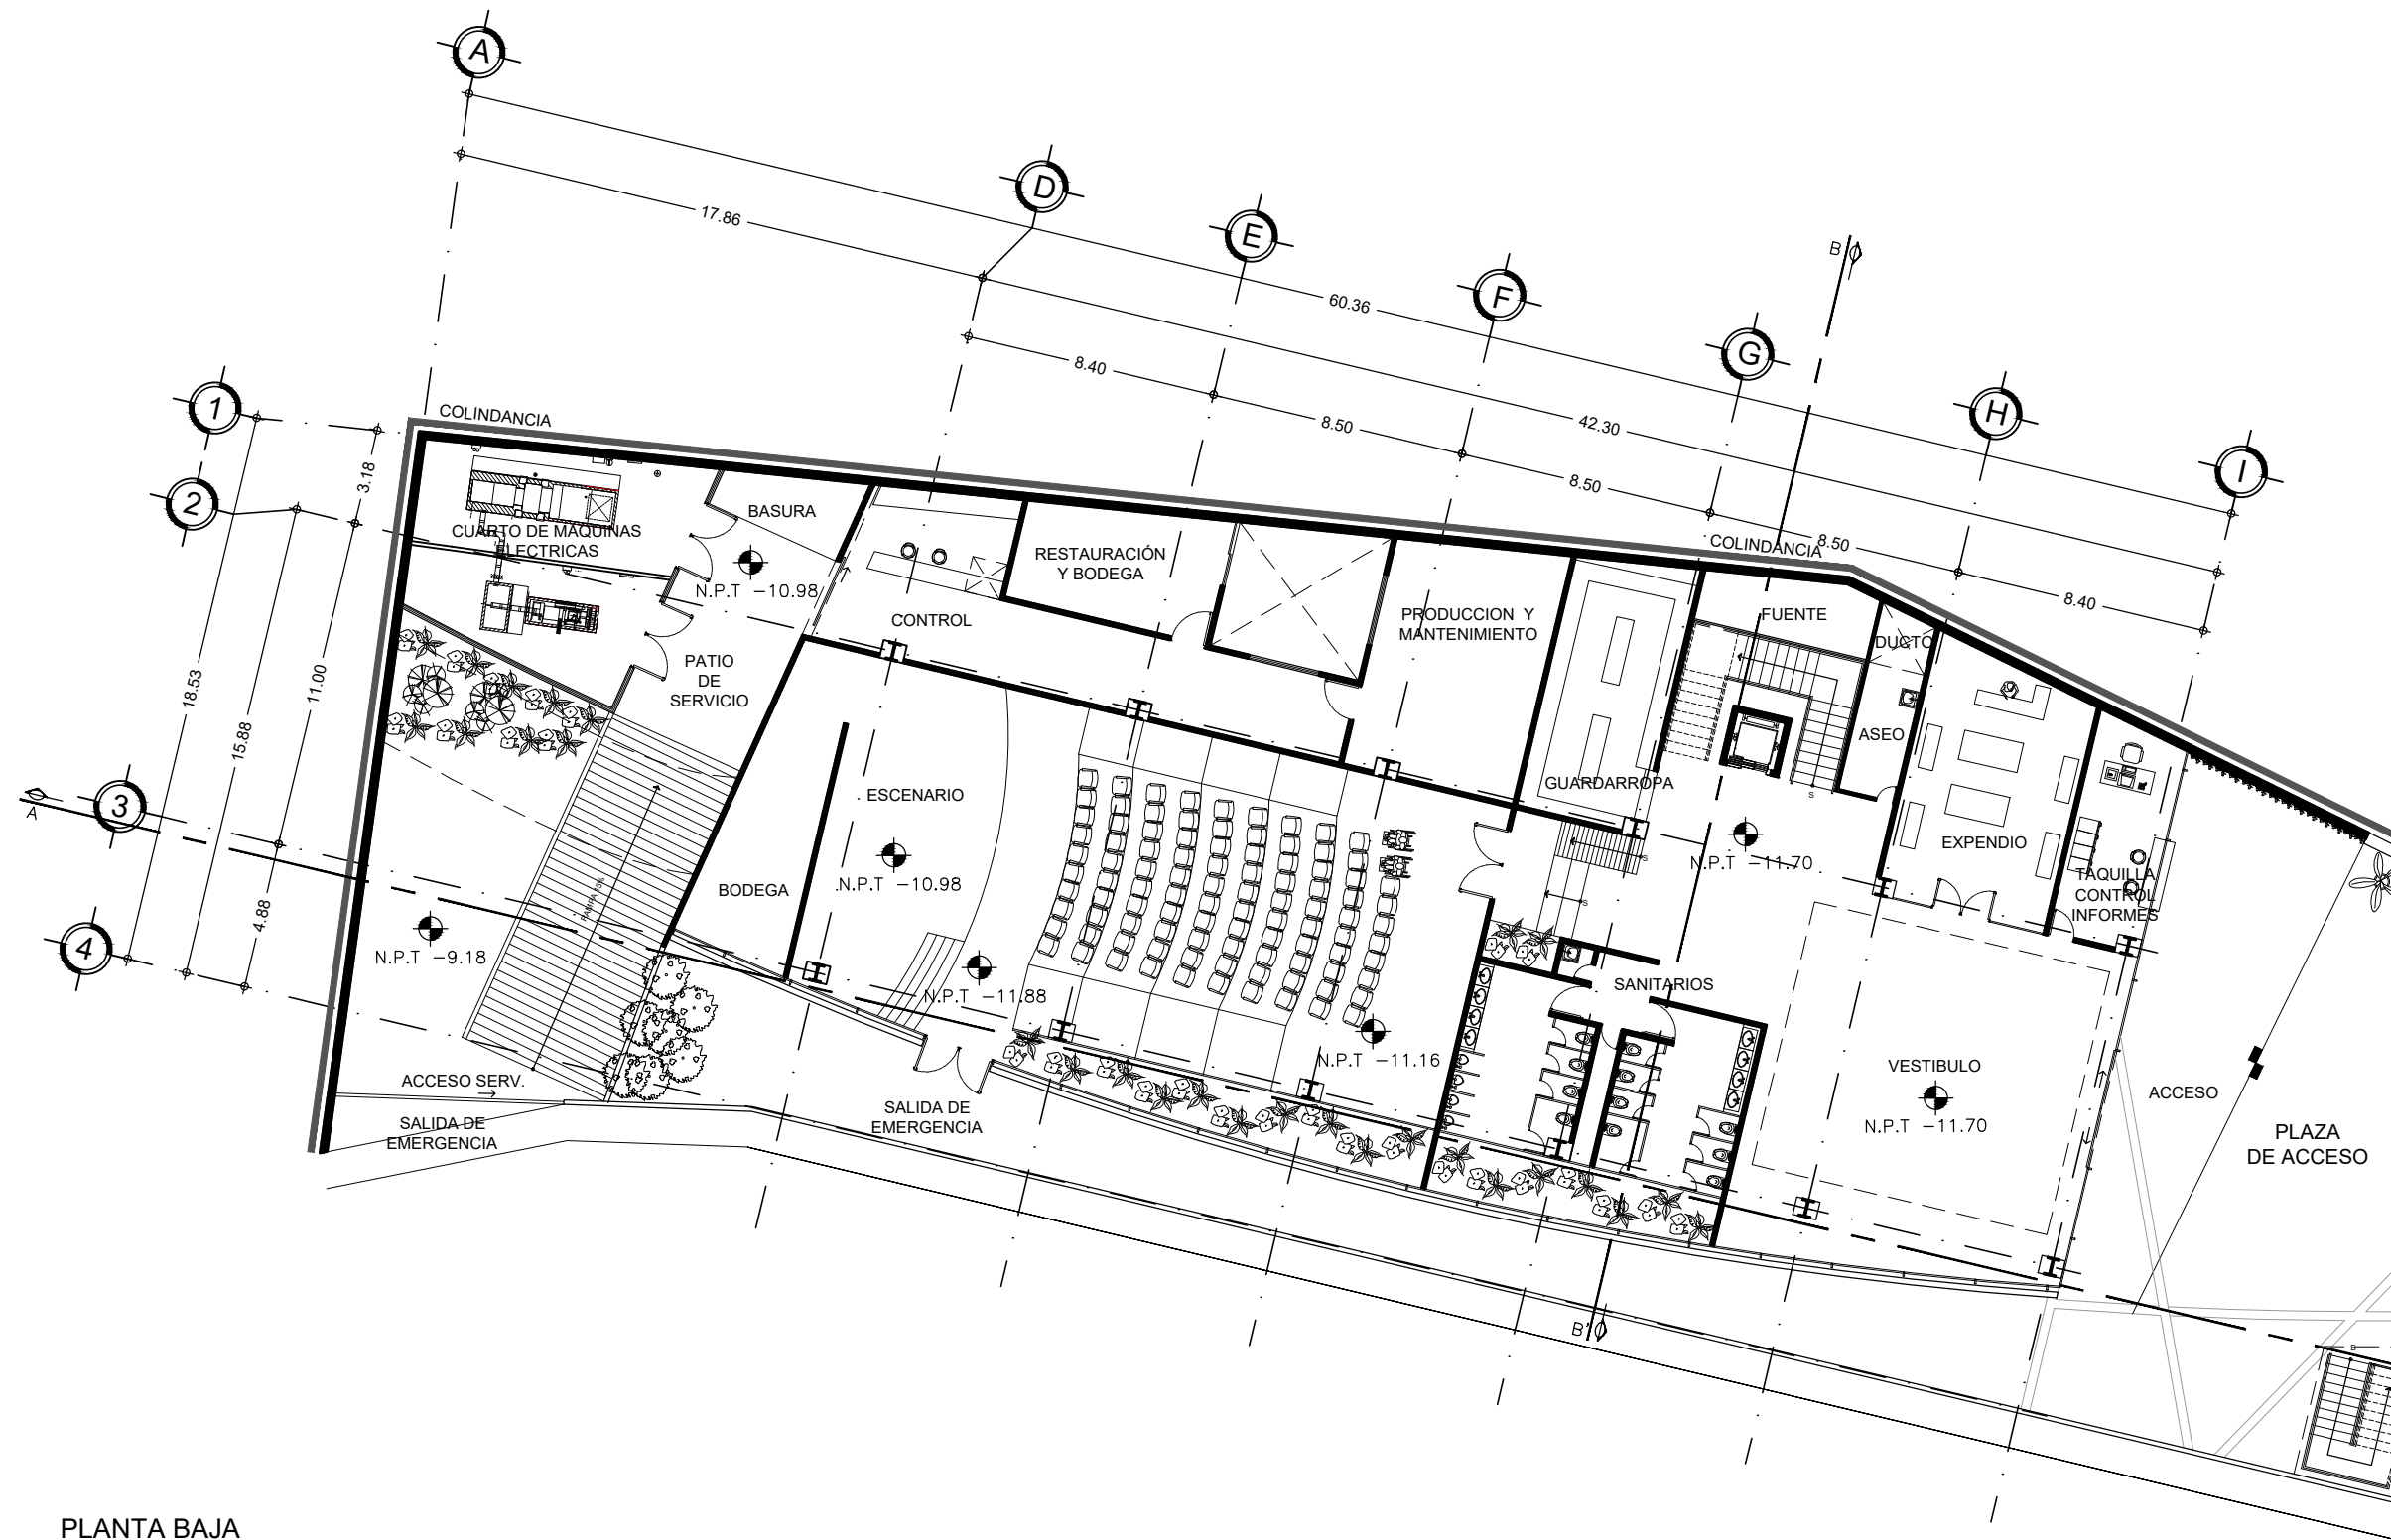 A
D
E
F
G
H
I
B
17.86
60.36
42.30
8.40
8.50
8.50
8.50
8.40
1
2
3
4
A
3.18
11.00
18.53
15.88
4.88
COLINDANCIA
COLINDANCIA
CUARTO DE MAQUINAS
ELECTRICAS
BASURA
N.P.T -10.98
PATIO
DE
SERVICIO
CONTROL
RESTAURACIÓN
Y BODEGA
PRODUCCION Y
MANTENIMIENTO
FUENTE
DUCTO
ASEO
GUARDARROPA
S
S
S
N.P.T -11.70
EXPENDIO
TAQUILLA
CONTROL
INFORMES
ESCENARIO
N.P.T -10.98
BODEGA
N.P.T -9.18
N.P.T -11.88
N.P.T -11.16
SANITARIOS
VESTIBULO
N.P.T -11.70
ACCESO
PLAZA
DE ACCESO
ACCESO SERV.
SALIDA DE
EMERGENCIA
SALIDA DE
EMERGENCIA
B'
PLANTA BAJA